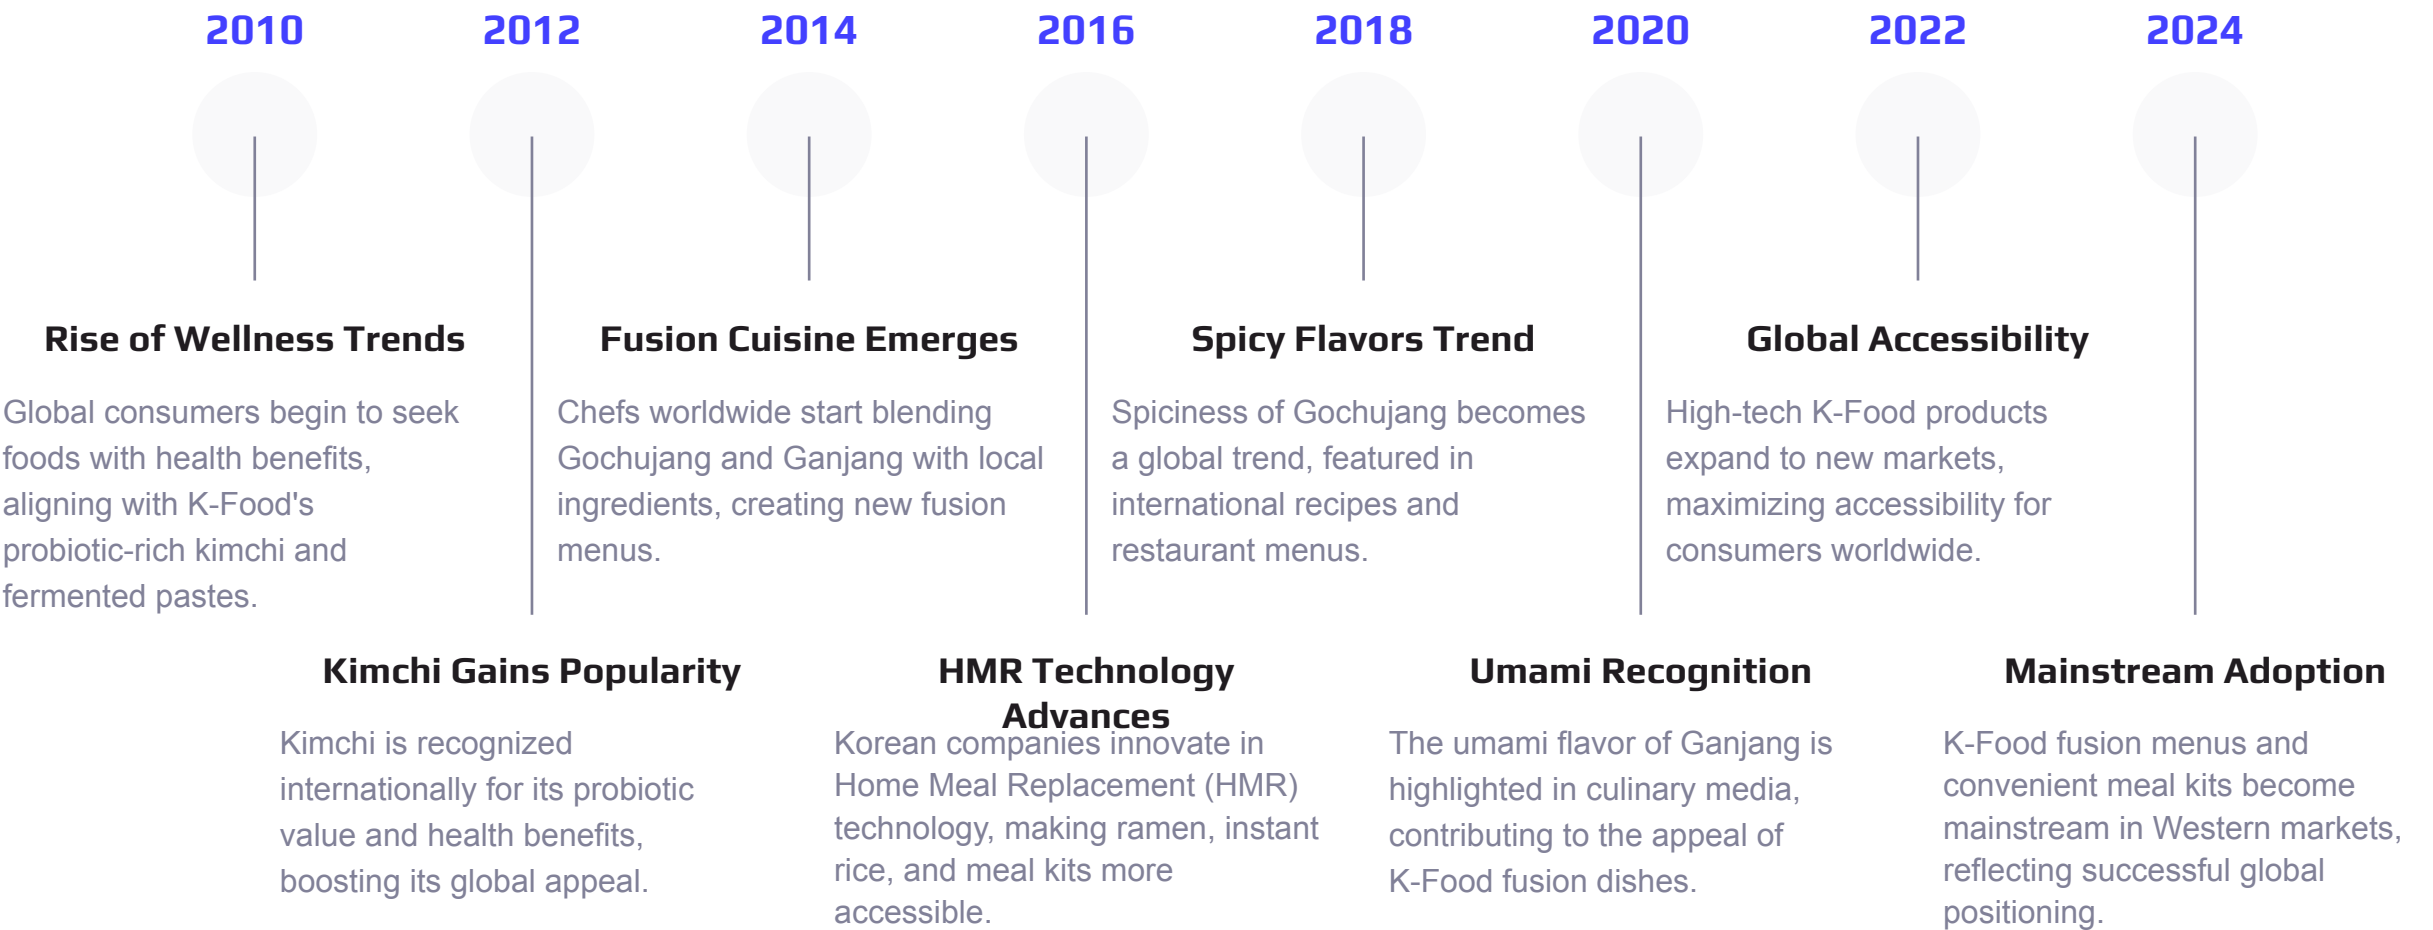 2010
2012
2014
2016
2018
2020
2022
2024
Rise of Wellness Trends
Global consumers begin to seek
foods with health benefits,
aligning with K-Food's
probiotic-rich kimchi and
fermented pastes.
Kimchi Gains Popularity
Kimchi is recognized
internationally for its probiotic
value and health benefits,
boosting its global appeal.
Fusion Cuisine Emerges
Chefs worldwide start blending
Gochujang and Ganjang with local
ingredients, creating new fusion
menus.
HMR Technology
Advances
Korean companies innovate in
Home Meal Replacement (HMR)
technology, making ramen, instant
rice, and meal kits more
accessible.
Spicy Flavors Trend
Spiciness of Gochujang becomes
a global trend, featured in
international recipes and
restaurant menus.
Umami Recognition
The umami flavor of Ganjang is
highlighted in culinary media,
contributing to the appeal of
K-Food fusion dishes.
Global Accessibility
High-tech K-Food products
expand to new markets,
maximizing accessibility for
consumers worldwide.
Mainstream Adoption
K-Food fusion menus and
convenient meal kits become
mainstream in Western markets,
reflecting successful global
positioning.